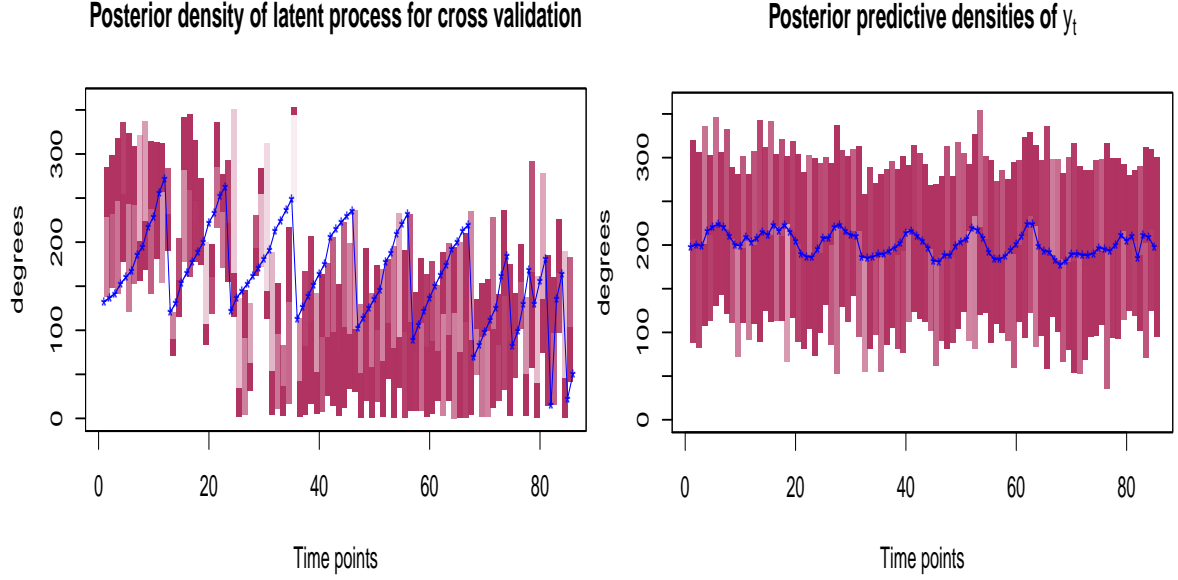 Posterior density of latent process for cross validation
degrees
300
200
100
0
0 20 40 60 80
Time points
Posterior predictive densities of yt
degrees
300
200
100
0
0 20 40 60 80
Time points